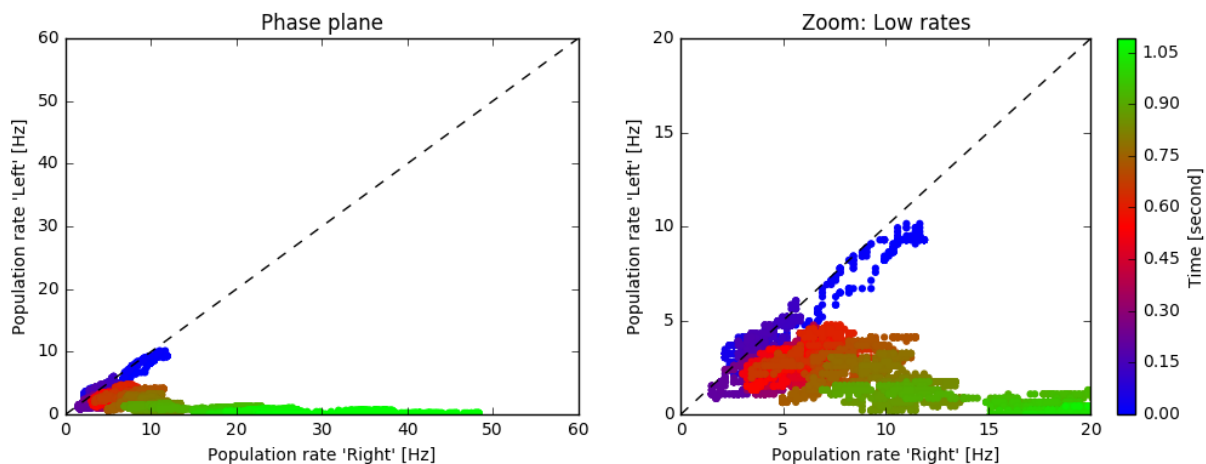 Phase plane
60
50
40
30
20
10
0
Population rate 'Left' [Hz]
0 10 20 30 40 50 60
Population rate 'Right' [Hz]
Zoom: Low rates
20
15
10
5
0
Population rate 'Left' [Hz]
0 5 10 15 20
Population rate 'Right' [Hz]
1.05
0.90
0.75
0.60
0.45
0.30
0.15
0.00
Time [second]